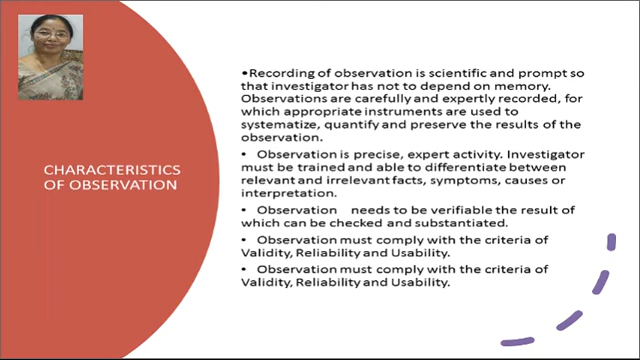 CHARACTERISTICS
OF OBSERVATION
•Recording of observation is scientific and prompt so
that investigator has not to depend on memory.
Observations are carefully and expertly recorded, for
which appropriate instruments are used to
systematize, quantify and preserve the results of the
observation.
• Observation is precise, expert activity. Investigator
must be trained and able to differentiate between
relevant and irrelevant facts, symptoms, causes or
interpretation.
• Observation needs to be verifiable the result of
which can be checked and substantiated.
• Observation must comply with the criteria of
Validity, Reliability and Usability.
• Observation must comply with the criteria of
Validity, Reliability and Usability.